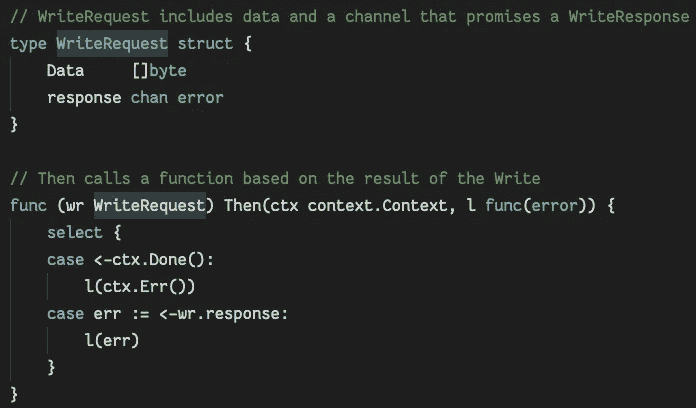 // WriteRequest includes data and a channel that promises a WriteResponse
type WriteRequest struct {
    Data     []byte
    response chan error
}

// Then calls a function based on the result of the Write
func (wr WriteRequest) Then(ctx context.Context, l func(error)) {
    select {
    case <-ctx.Done():
        l(ctx.Err())
    case err := <-wr.response:
        l(err)
    }
}